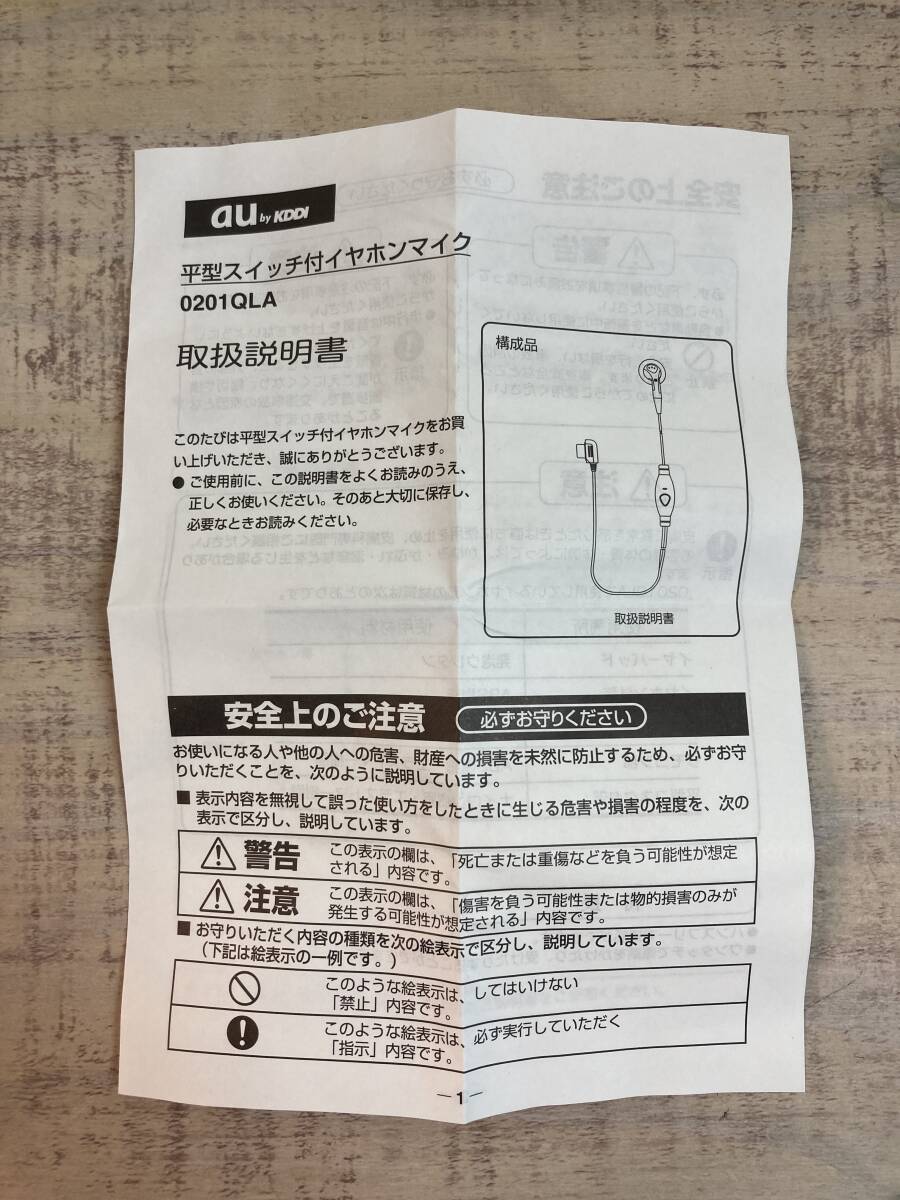 au by KDDI
平型スイッチ付イヤホンマイク
0201QLA
取扱説明書
このたびは平型スイッチ付イヤホンマイクをお買
い上げいただき、誠にありがとうございます。
● ご使用前に、この説明書をよくお読みのうえ、
正しくお使いください。そのあと大切に保存し、
必要なときお読みください。
構成品
取扱説明書
安全上のご注意 必ずお守りください
お使いになる人や他の人への危害、財産への損害を未然に防止するため、必ずお守
りいただくことを、次のように説明しています。
■ 表示内容を無視して誤った使い方をしたときに生じる危害や損害の程度を、次の
表示で区分し、説明しています。
警告 この表示の欄は、「死亡または重傷などを負う可能性が想定
される」内容です。
注意 この表示の欄は、「傷害を負う可能性または物的損害のみが
発生する可能性が想定される」内容です。
■ お守りいただく内容の種類を次の絵表示で区分し、説明しています。
(下記は絵表示の一例です。)
このような絵表示は、してはいけない
「禁止」内容です。
このような絵表示は、必ず実行していただく
「指示」内容です。
―1―